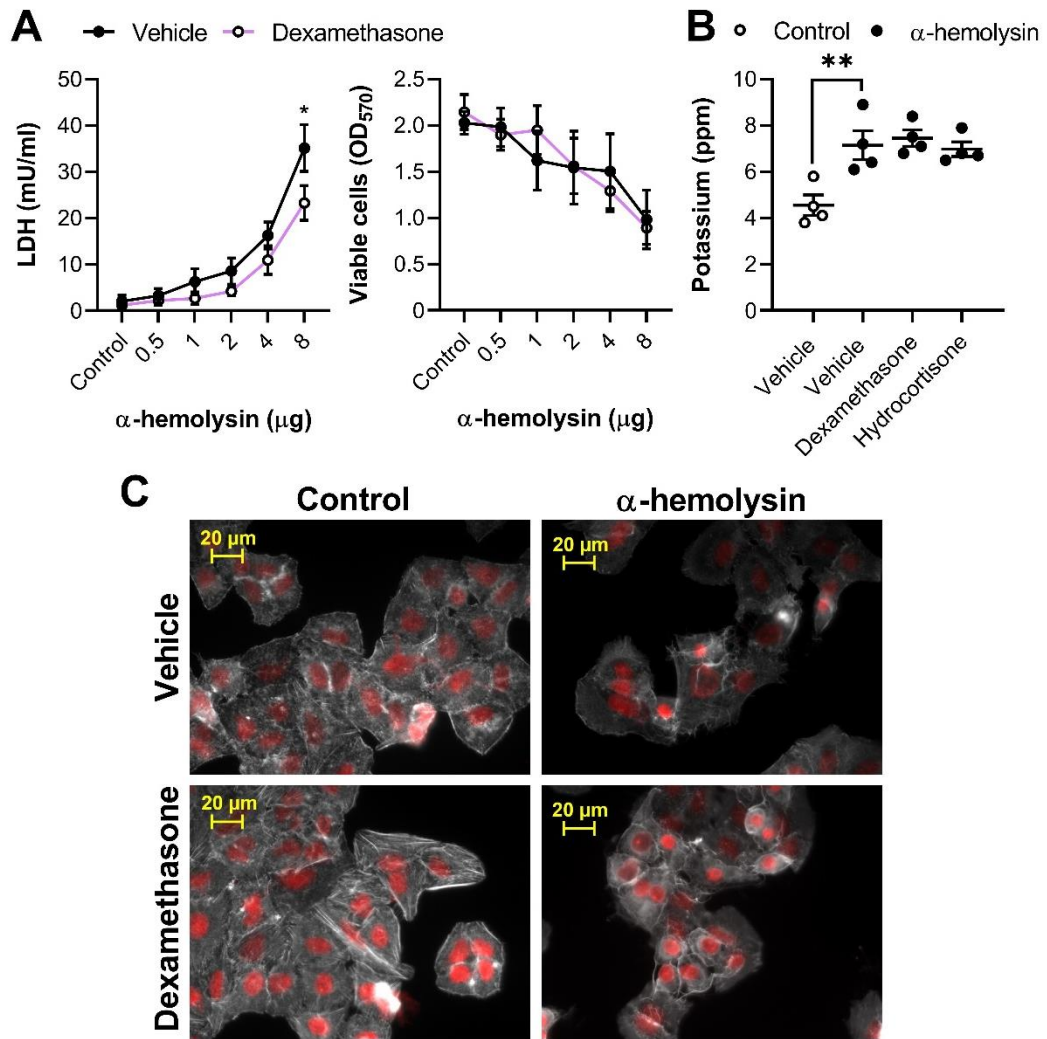 A
Vehicle
Dexamethasone
LDH (mU/ml)
50
40
30
20
10
0
Control
0.5
1
2
4
8
*
α-hemolysin (μg)
Viable cells (OD570)
2.5
2.0
1.5
1.0
0.5
0.0
Control
0.5
1
2
4
8
α-hemolysin (μg)
B
Control
α-hemolysin
**
Potassium (ppm)
10
8
6
4
2
0
Vehicle
Vehicle
Dexamethasone
Hydrocortisone
C
Control
α-hemolysin
Vehicle
20 μm
20 μm
Dexamethasone
20 μm
20 μm